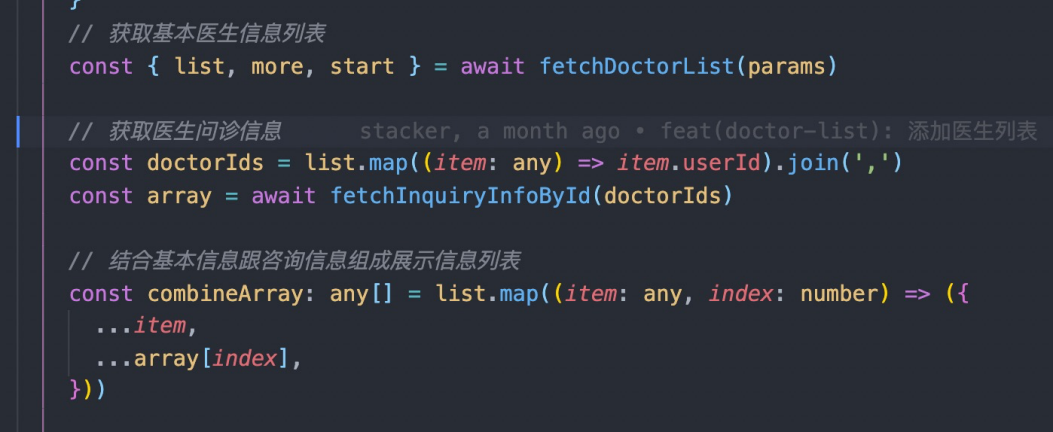 }
// 获取基本医生信息列表
const { list, more, start } = await fetchDoctorList(params)
// 获取医生问诊信息 stacker, a month ago • feat(doctor-list): 添加医生列表
const doctorIds = list.map((item: any) => item.userId).join(',')
const array = await fetchInquiryInfoById(doctorIds)
// 结合基本信息跟咨询信息组成展示信息列表
const combineArray: any[] = list.map((item: any, index: number) => ({
...item,
...array[index],
}))